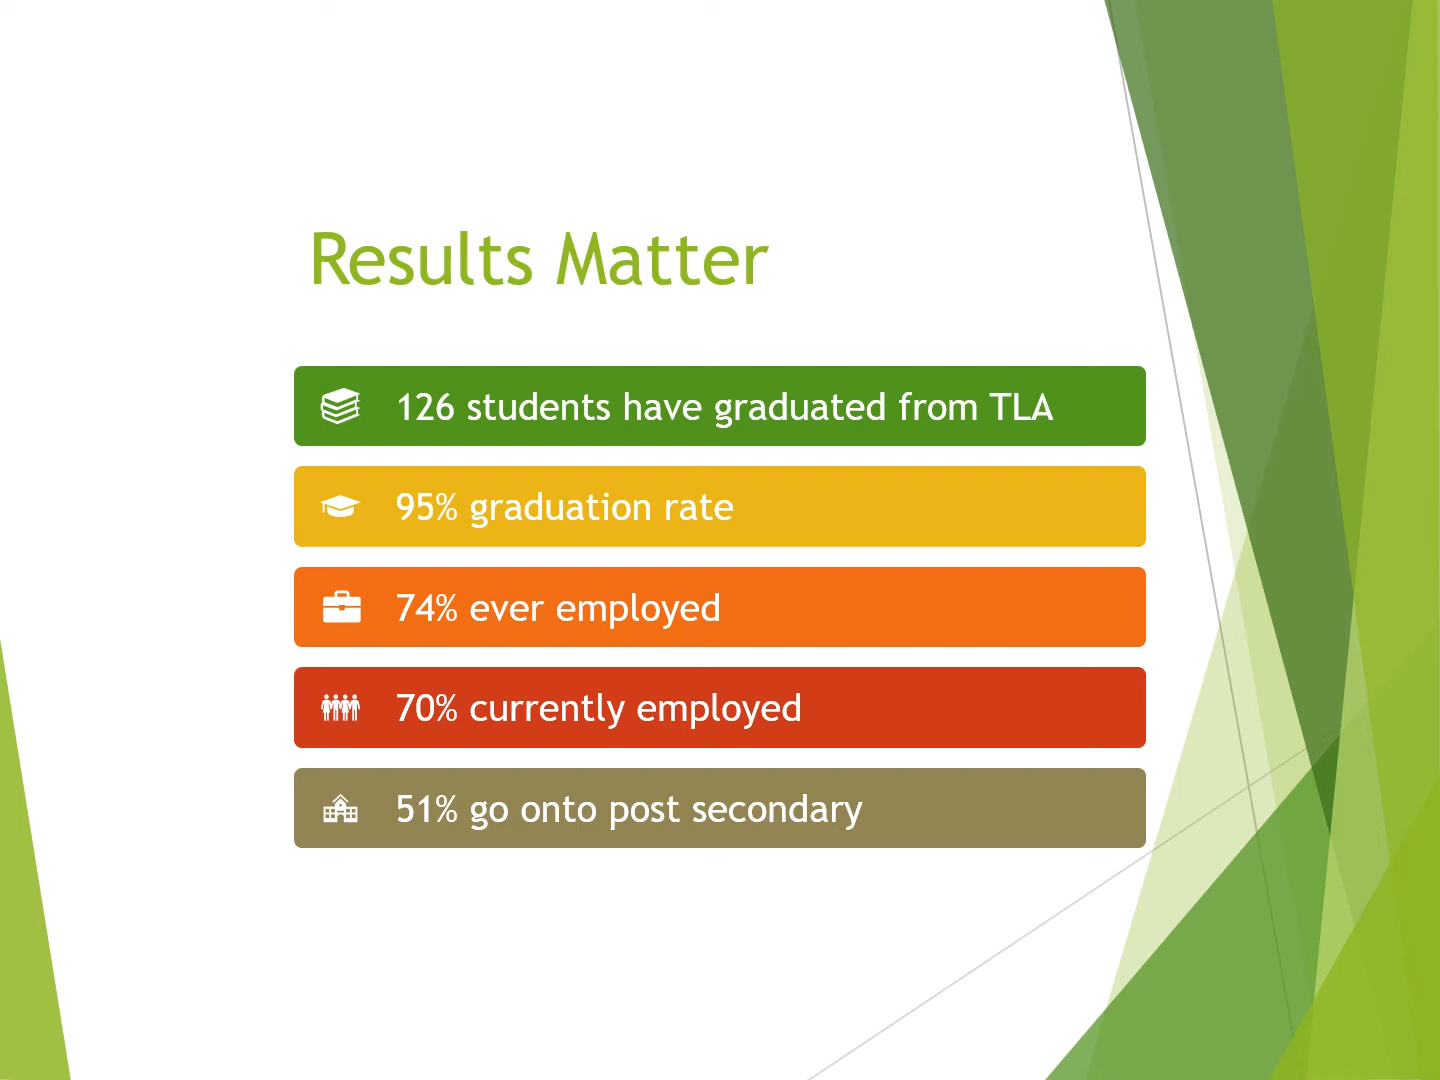 Results Matter
126 students have graduated from TLA
95% graduation rate
74% ever employed
70% currently employed
51% go onto post secondary